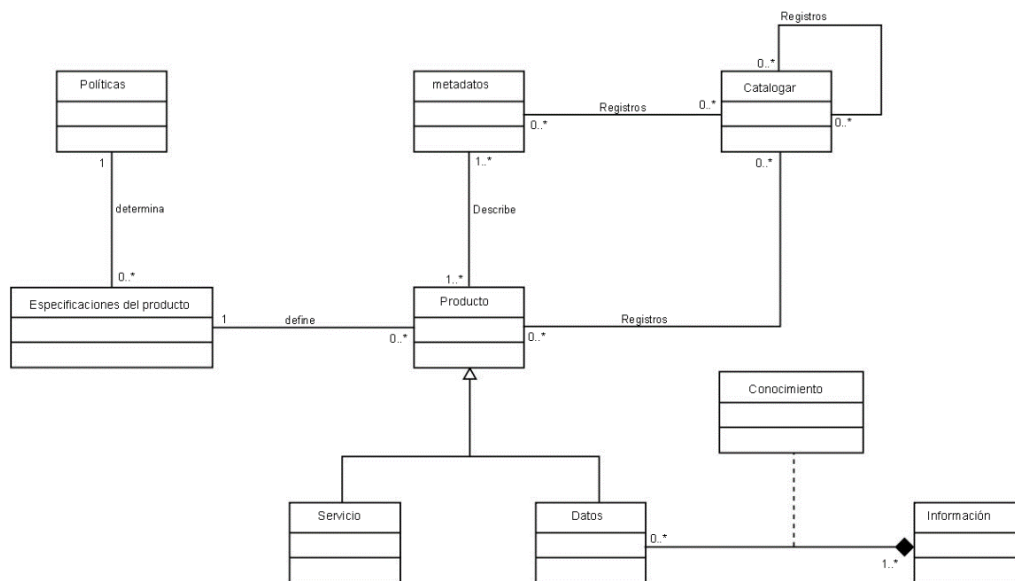 Registros
0..*
0..*
Políticas
metadatos
Catalogar
Registros
0..*
0..*
1
1..*
0..*
determina
Describe
0..*
1..*
Especificaciones del producto
Producto
1
define
0..*
0..*
Registros
Conocimiento
Servicio
Datos
Información
0..*
1..*